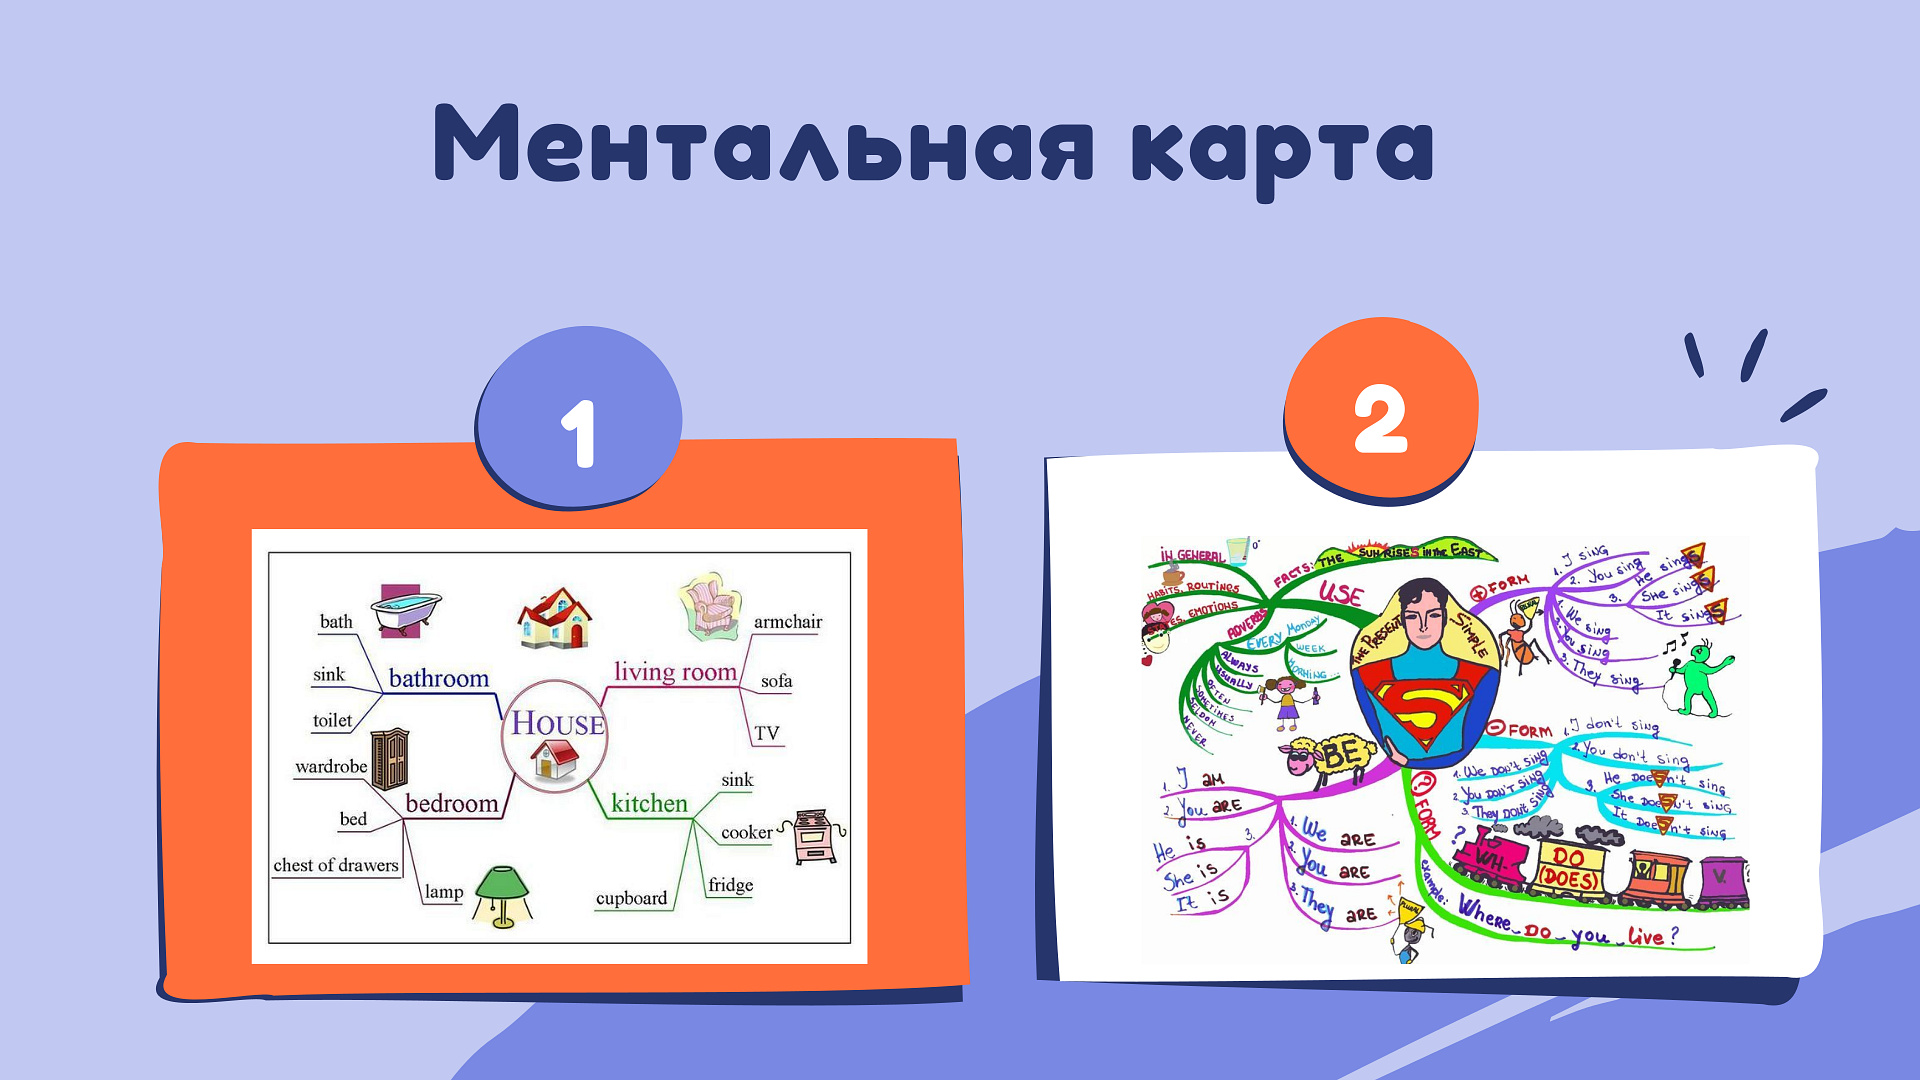 Ментальная карта
1
bath
sink
toilet
bathroom
living room
armchair
sofa
TV
HOUSE
wardrobe
bed
chest of drawers
lamp
bedroom
kitchen
sink
cooker
fridge
cupboard
2
IN GENERAL
HABITS, ROUTINES
EMOTIONS
FACTS: THE SUN RISES in the EAST
USE
ADVERBS
EVERY Monday
WEEK
MORNING...
ALWAYS
USUALLY
OFTEN
SOMETIMES
SELDOM
NEVER
THE PRESENT SIMPLE
S
+ FORM
1. I SING
2. You sing
3. He sings
She sings
It sings
1. We sing
2. You sing
3. They sing
- FORM
1. I don't sing
2. You don't sing
3. He DOESn't sing
She DOESn't SING
It DOESn't sing
1. We DON'T SING
2. You DON'T SING
3. They DON'T SING
BE
1. I AM
2. You ARE
3.
He is
She is
It is
1. We ARE
2. You ARE
3. They ARE
PLURAL
? FORM
?
WH-
DO
(DOES)
V.
example:
Where DO you live?